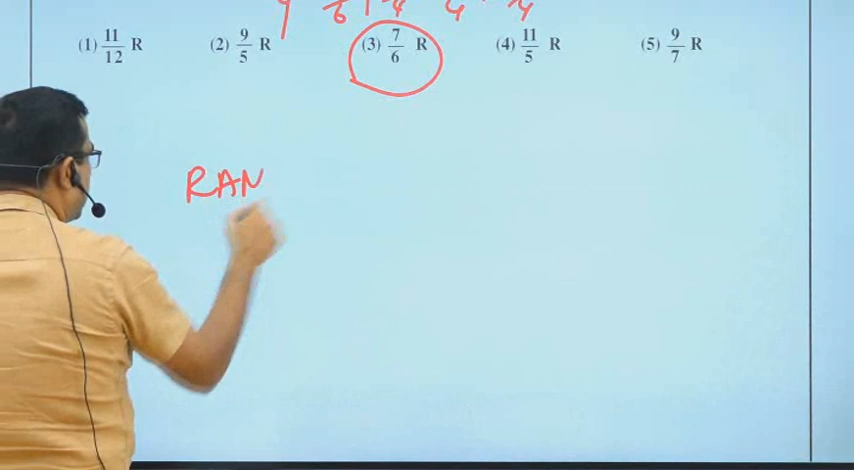 (1) 11/12 R (2) 9/5 R (3) 7/6 R (4) 11/5 R (5) 9/7 R
RAN